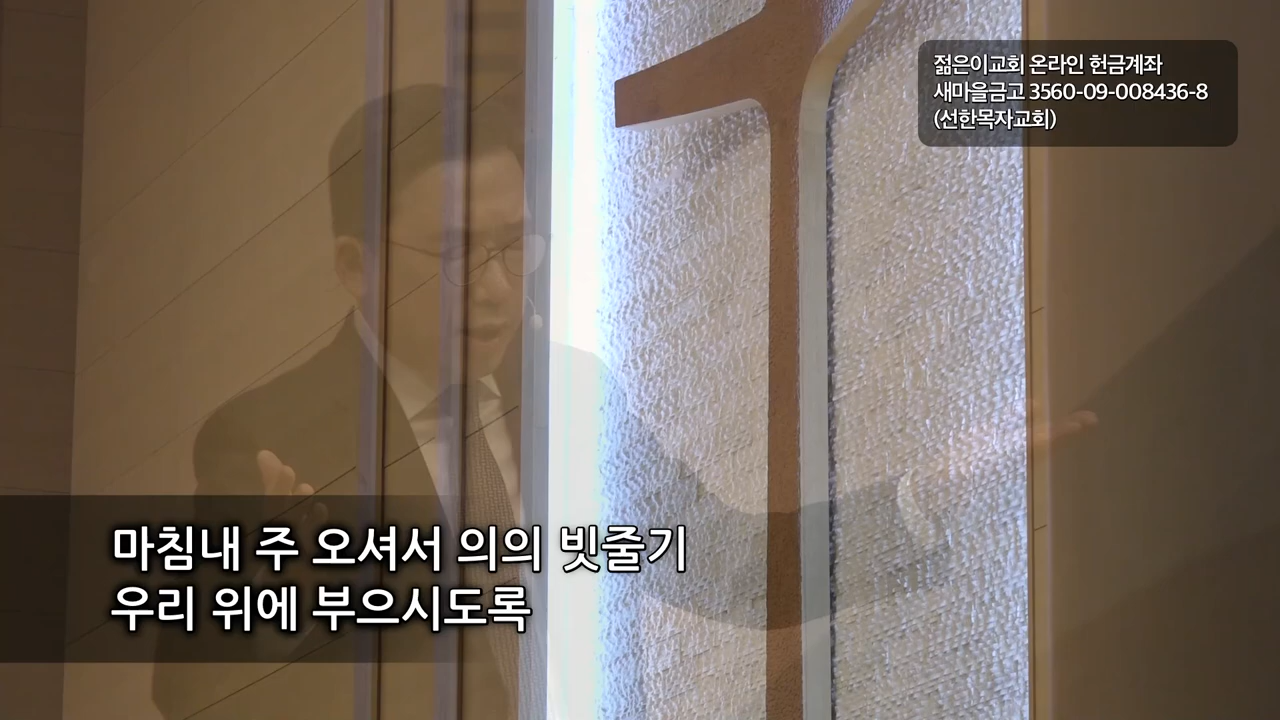 젊은이교회 온라인 헌금계좌
새마을금고 3560-09-008436-8
(선한목자교회)
마침내 주 오셔서 의의 빗줄기
우리 위에 부으시도록